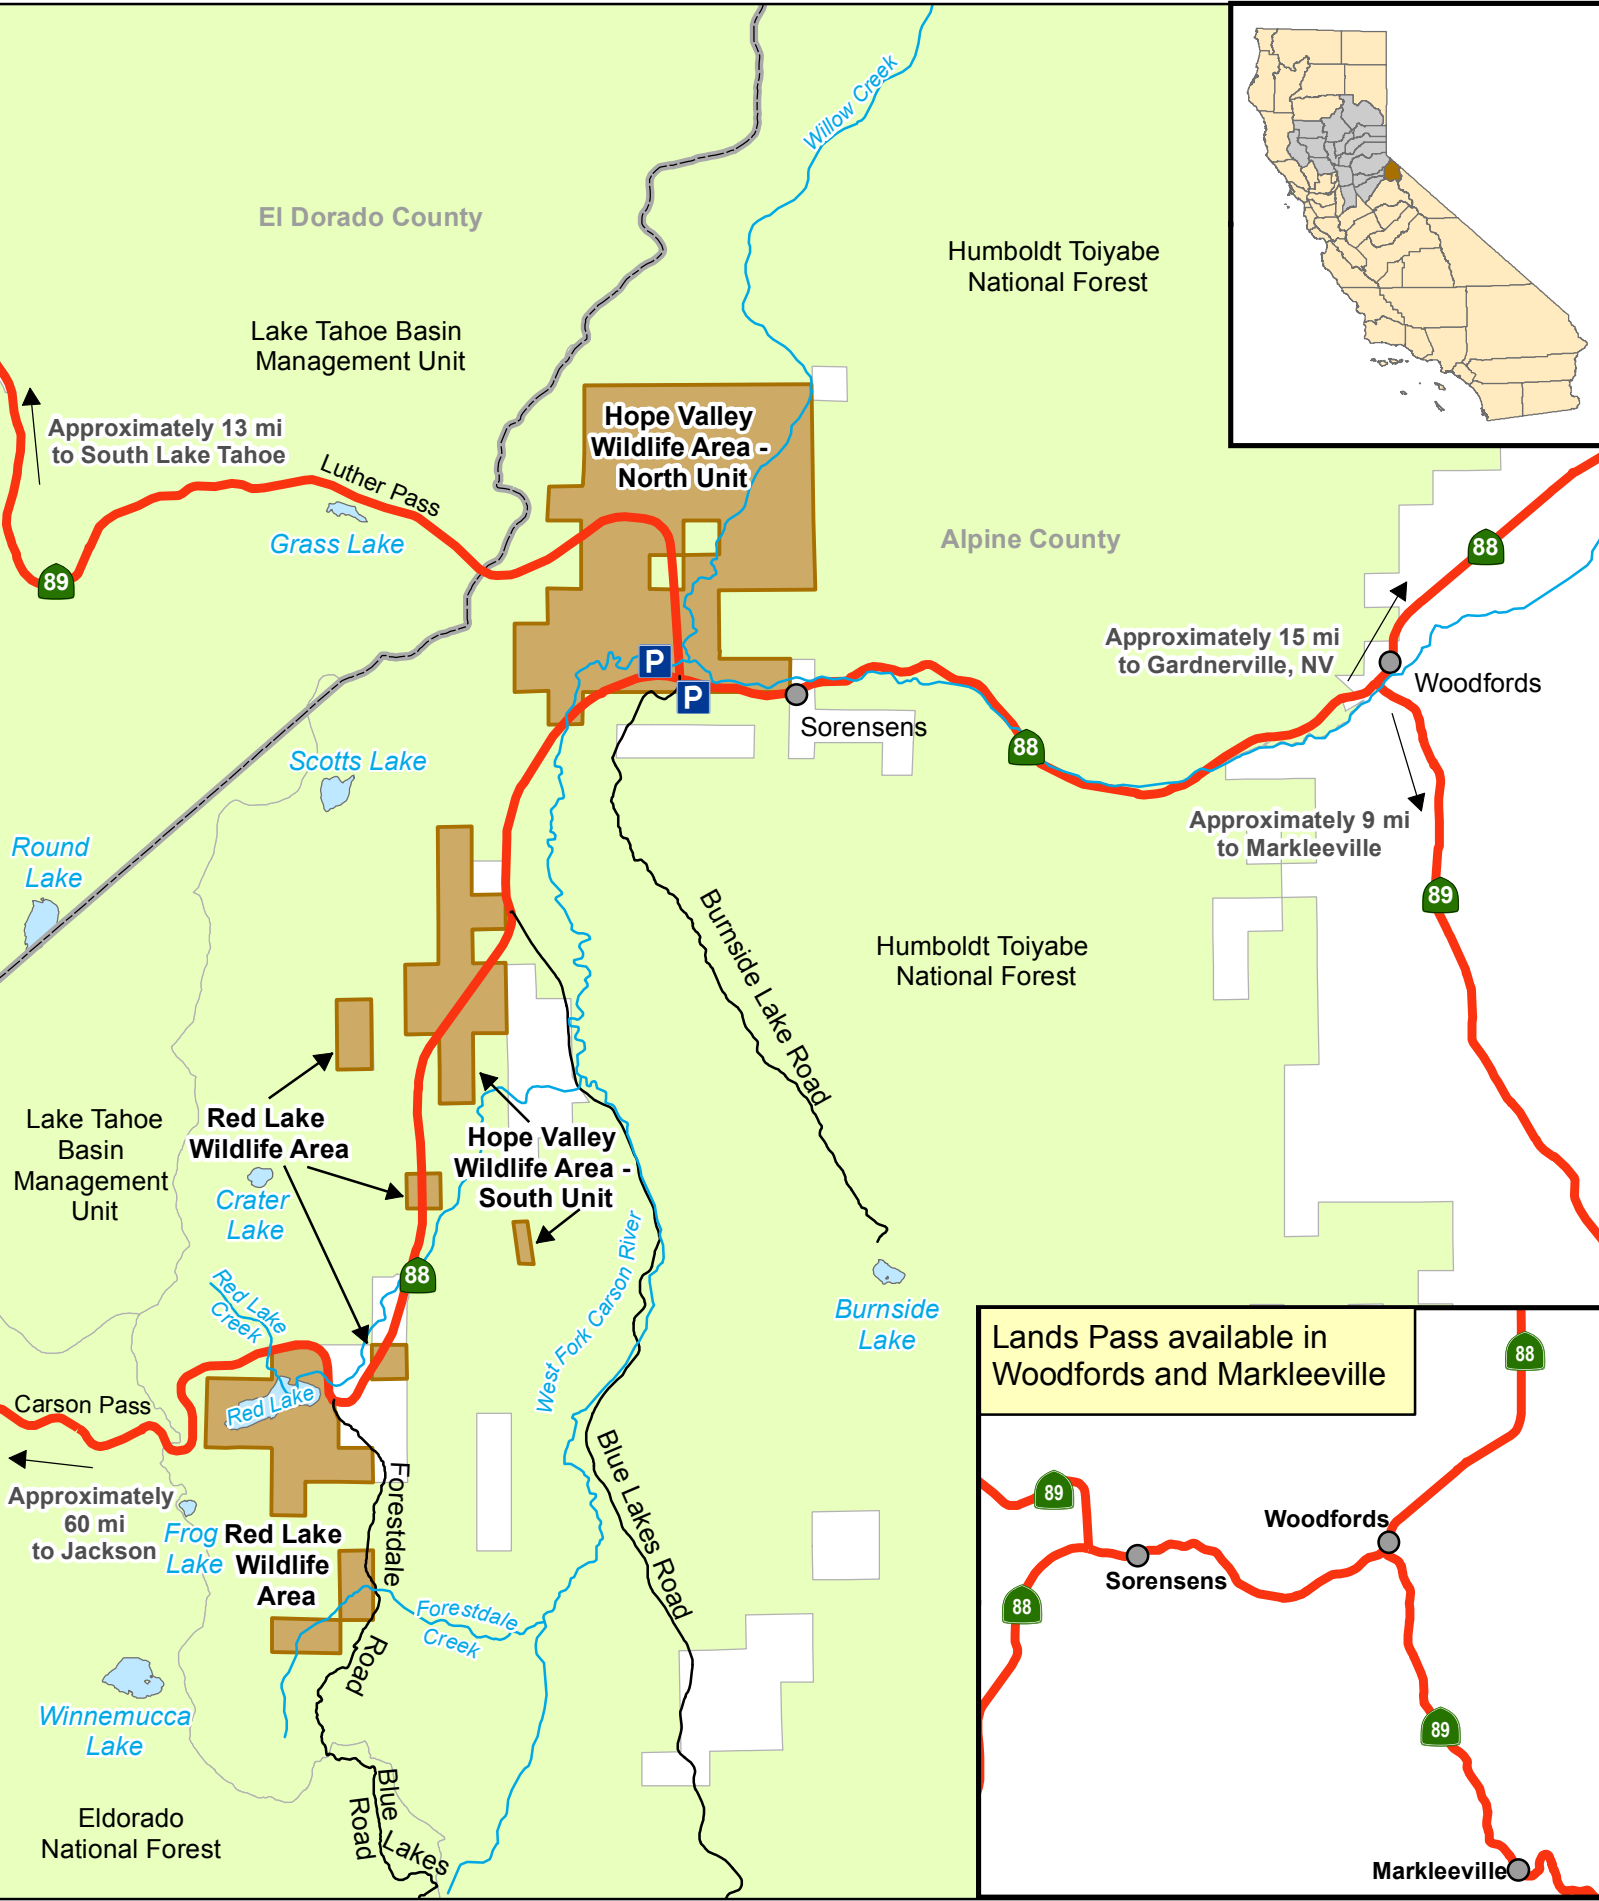 Willow Creek
El Dorado County
Humboldt Toiyabe
National Forest
Lake Tahoe Basin
Management Unit
Approximately 13 mi
to South Lake Tahoe
Luther Pass
Grass Lake
89
Hope Valley
Wildlife Area -
North Unit
Alpine County
88
Approximately 15 mi
to Gardnerville, NV
Woodfords
P
P
Sorensens
88
Scotts Lake
Round
Lake
Approximately 9 mi
to Markleeville
89
Burnside Lake Road
Humboldt Toiyabe
National Forest
Lake Tahoe
Basin
Management
Unit
Red Lake
Wildlife Area
Hope Valley
Wildlife Area -
South Unit
Crater
Lake
88
Red Lake
Creek
West Fork Carson River
Burnside
Lake
Carson Pass
Red Lake
Approximately
60 mi
to Jackson
Frog
Lake
Red Lake
Wildlife
Area
Forestdale
Road
Blue Lakes Road
Forestdale
Creek
Winnemucca
Lake
Eldorado
National Forest
Blue
Lakes
Road
Lands Pass available in
Woodfords and Markleeville
88
89
Woodfords
Sorensens
88
89
Markleeville